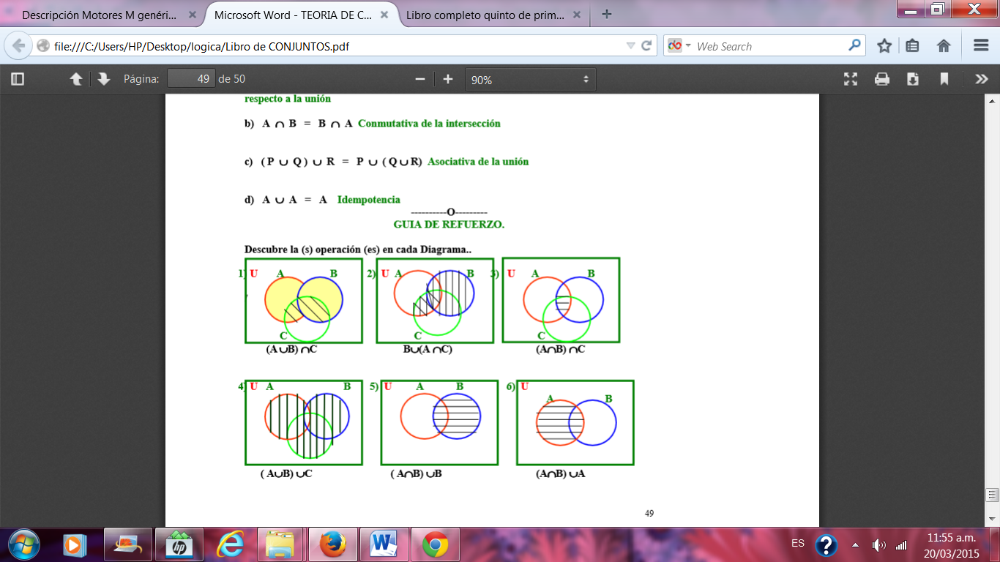 Descripción Motores M genéri...
Microsoft Word - TEORIA DE C...
Libro completo quinto de prim...
file:///C:/Users/HP/Desktop/logica/Libro de CONJUNTOS.pdf
Web Search
Página: 49 de 50
90%
respecto a la unión
b) A ∩ B = B ∩ A Conmutativa de la intersección
c) ( P ∪ Q ) ∪ R = P ∪ ( Q ∪ R) Asociativa de la unión
d) A ∪ A = A Idempotencia
----------O---------
GUIA DE REFUERZO.
Descubre la (s) operación (es) en cada Diagrama..
1) U A B 2) U A B 3) U A B
C C C
(A ∪B) ∩C B∪(A ∩C) (A∩B) ∩C
4) U A B 5) U A B 6) U
A B
( A∪B) ∪C ( A∩B) ∪B (A∩B) ∪A
49
hp
ES
11:55 a.m.
20/03/2015